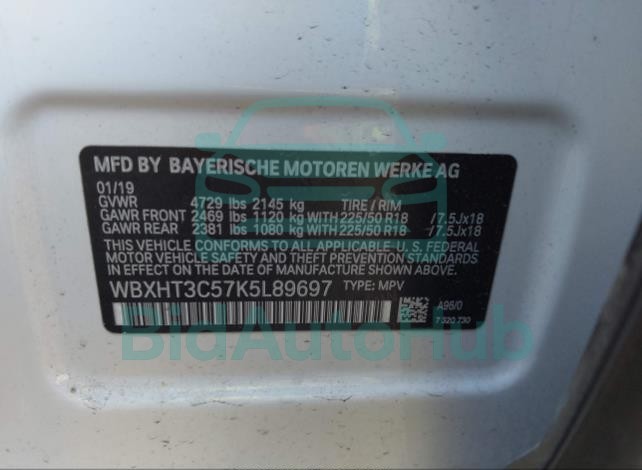 MFD BY BAYERISCHE MOTOREN WERKE AG
01/19
GVWR 4729 lbs 2145 kg TIRE / RIM
GAWR FRONT 2469 lbs 1120 kg WITH 225/50 R18 /7.5Jx18
GAWR REAR 2381 lbs 1080 kg WITH 225/50 R18 /7.5Jx18
THIS VEHICLE CONFORMS TO ALL APPLICABLE U. S. FEDERAL
MOTOR VEHICLE SAFETY AND THEFT PREVENTION STANDARDS
IN EFFECT ON THE DATE OF MANUFACTURE SHOWN ABOVE.
WBXHT3C57K5L89697 TYPE: MPV
A96/0
7 320 730
BidAutoHub